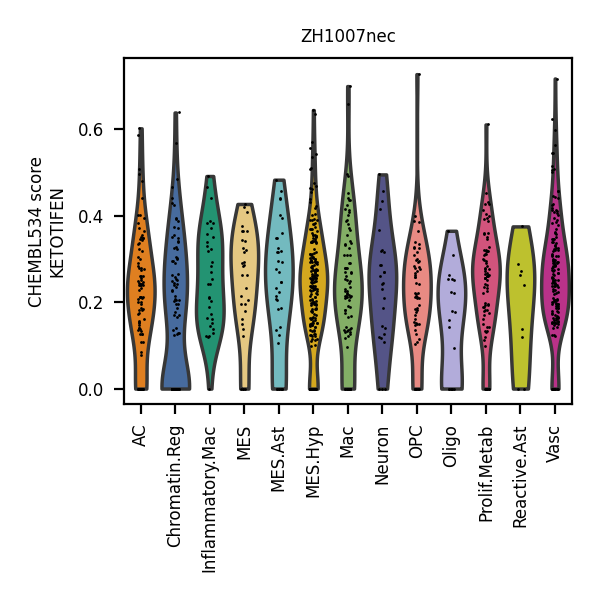 ZH1007nec
CHEMBL534 score
KETOTIFEN
0.6
0.4
0.2
0.0
AC
Chromatin.Reg
Inflammatory.Mac
MES
MES.Ast
MES.Hyp
Mac
Neuron
OPC
Oligo
Prolif.Metab
Reactive.Ast
Vasc